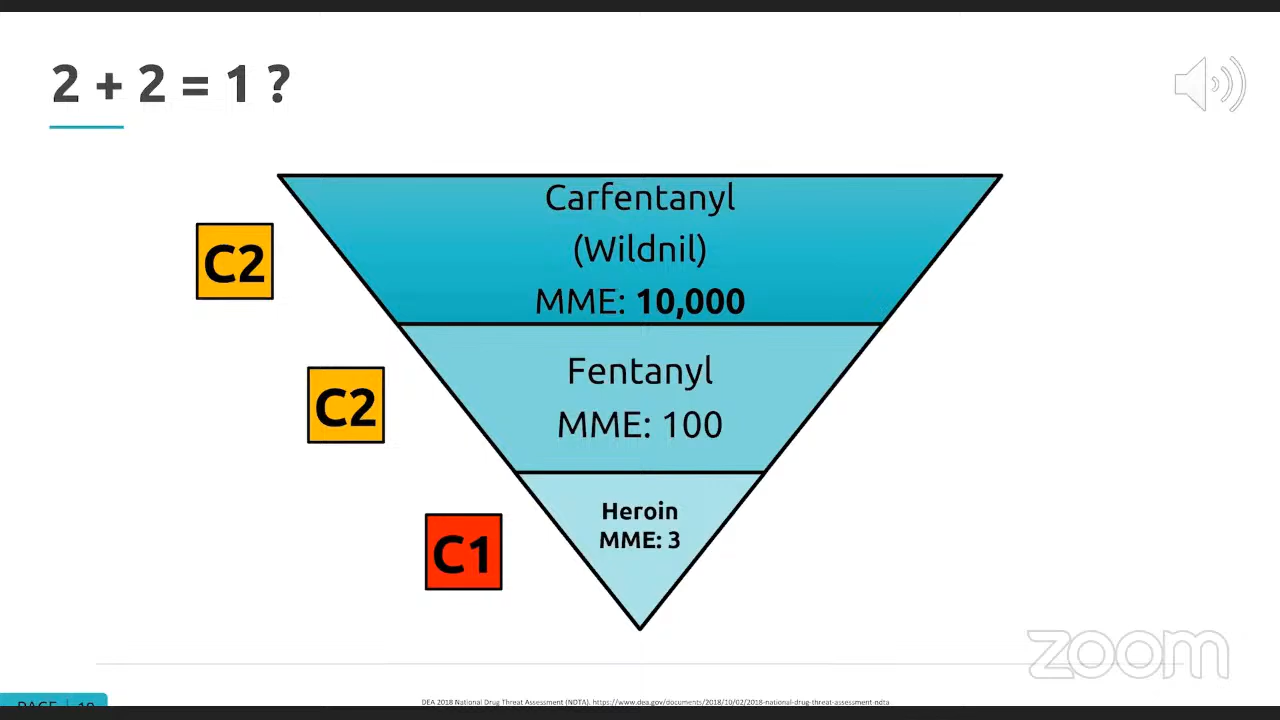 2 + 2 = 1 ?
Carfentanyl
(Wildnil)
MME: 10,000
C2
Fentanyl
MME: 100
C2
Heroin
MME: 3
C1
zoom
PAGE | 18
DEA 2018 National Drug Threat Assessment (NDTA). https://www.dea.gov/documents/2018/10/02/2018-national-drug-threat-assessment-ndta